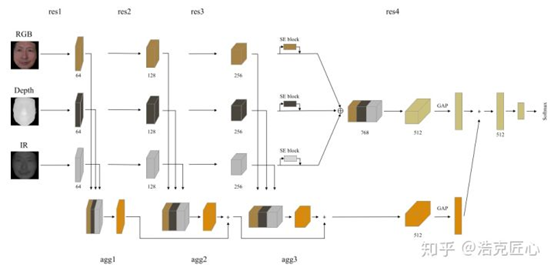 res1 res2 res3 res4
RGB
SE block
64 128 256
Depth
SE block
64 128 256
768 512 GAP + 512 Softmax
IR
SE block
64 128 256
512 GAP
agg1 agg2 agg3
知乎 @浩克匠心